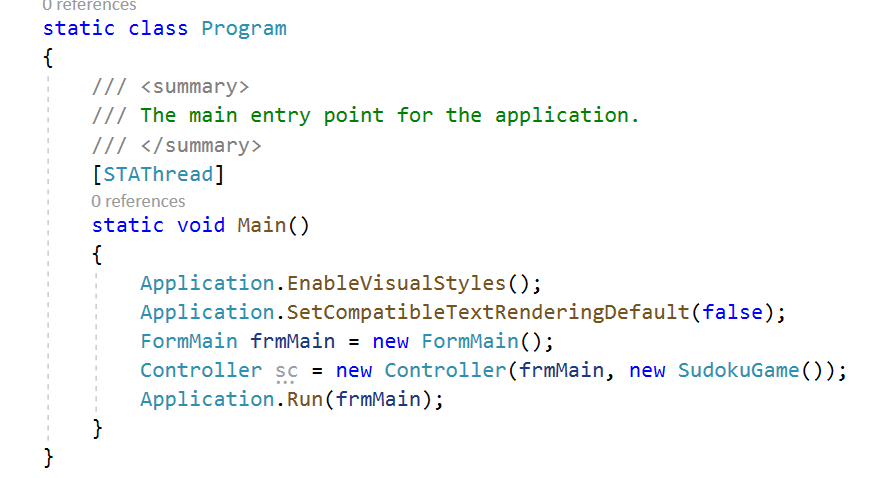 0 references
static class Program
{
/// <summary>
/// The main entry point for the application.
/// </summary>
[STAThread]
0 references
static void Main()
{
Application.EnableVisualStyles();
Application.SetCompatibleTextRenderingDefault(false);
FormMain frmMain = new FormMain();
Controller sc = new Controller(frmMain, new SudokuGame());
Application.Run(frmMain);
}
}